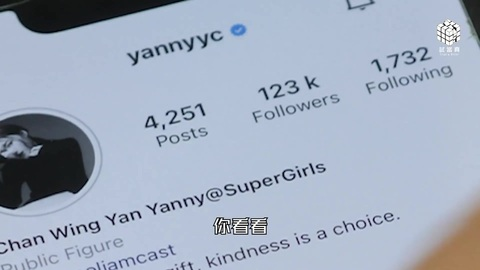 yannyyc
4,251
Posts
123 k
Followers
1,732
Following
Chan Wing Yan Yanny@SuperGirls
Public Figure
eliamcast
gift, kindness is a choice.
你看看